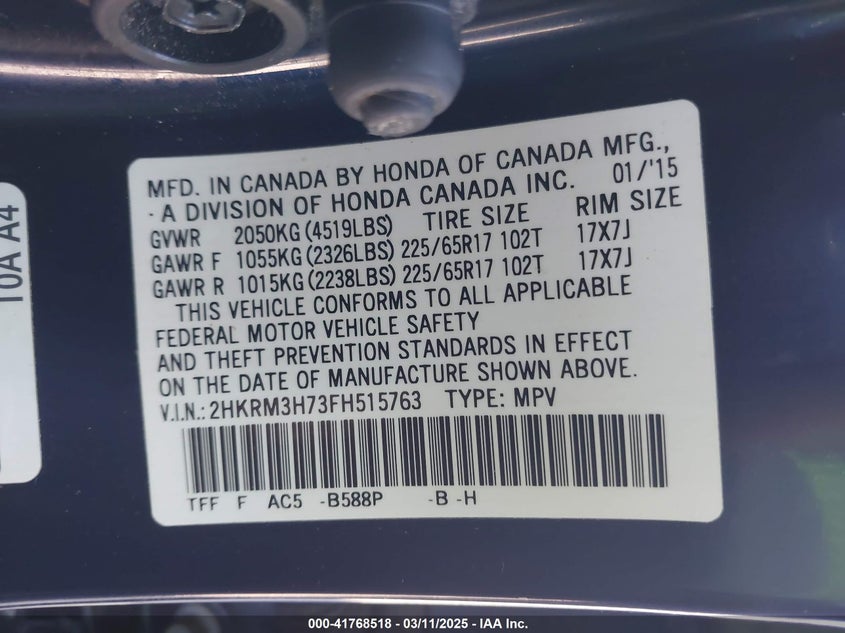 10A A4
MFD. IN CANADA BY HONDA OF CANADA MFG.,
- A DIVISION OF HONDA CANADA INC. 01/'15
GVWR 2050KG (4519LBS) TIRE SIZE RIM SIZE
GAWR F 1055KG (2326LBS) 225/65R17 102T 17X7J
GAWR R 1015KG (2238LBS) 225/65R17 102T 17X7J
THIS VEHICLE CONFORMS TO ALL APPLICABLE
FEDERAL MOTOR VEHICLE SAFETY
AND THEFT PREVENTION STANDARDS IN EFFECT
ON THE DATE OF MANUFACTURE SHOWN ABOVE.
V.I.N.: 2HKRM3H73FH515763 TYPE: MPV
TFF F AC5 -B588P -B -H
000-41768518 - 03/11/2025 - IAA Inc.